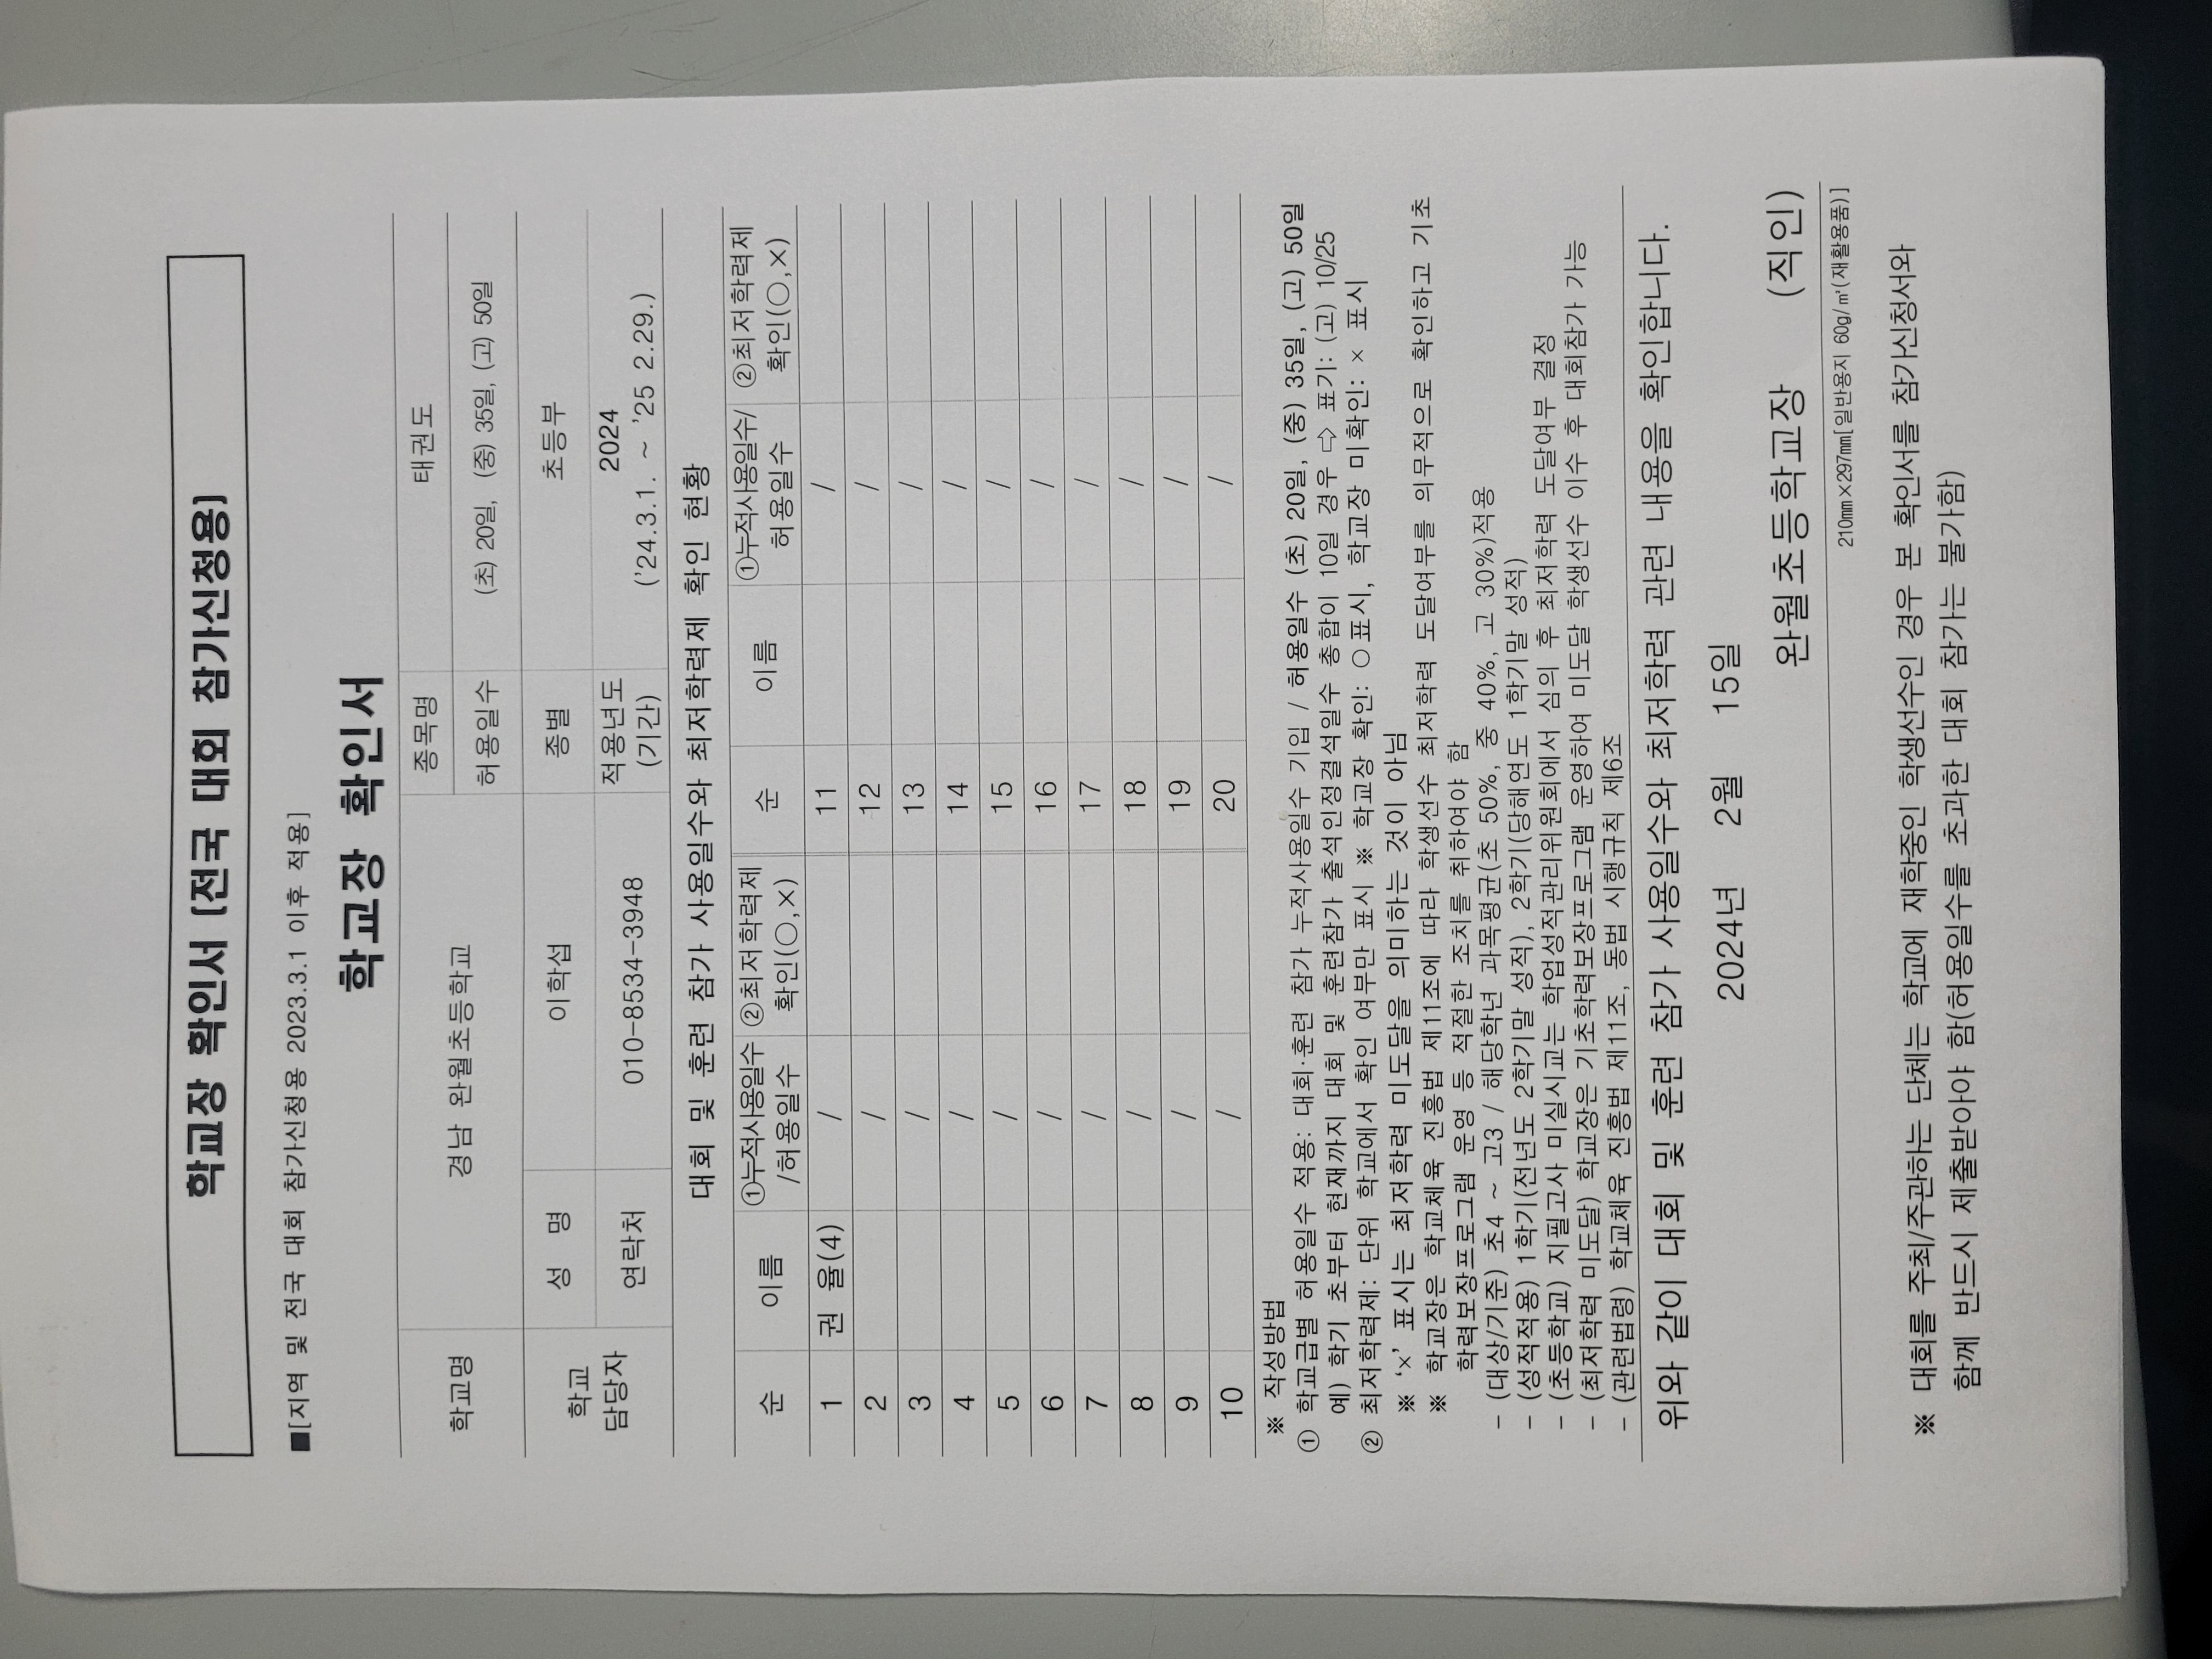 학교장 확인서 (전국 대회 참가신청용)
■[지역 및 전국 대회 참가신청용 2023.3.1 이후 적용]
학교장 확인서
학교명 경남 완월초등학교 종목명 태권도
허용일수 (초) 20일, (중) 35일, (고) 50일
학교 담당자 성 명 이학섭 종별 초등부
연락처 010-8534-3948 적용년도 (기간) 2024
('24.3.1. ~ '25 2.29.)
대회 및 훈련 참가 사용일수와 최저학력제 확인 현황
순 이름 ①누적사용일수/허용일수 ②최저학력제 확인(○,×) 순 이름 ①누적사용일수/허용일수 ②최저학력제 확인(○,×)
1 권 율(4) / 11 /
2 / 12 /
3 / 13 /
4 / 14 /
5 / 15 /
6 / 16 /
7 / 17 /
8 / 18 /
9 / 19 /
10 / 20 /
※ 작성방법
① 학교급별 허용일수 적용: 대회·훈련 참가 누적사용일수 기입 / 허용일수 (초) 20일, (중) 35일, (고) 50일
예) 학기 초부터 현재까지 대회 및 훈련참가 출석인정결석일수 총합이 10일 경우 ⇨ 표기: (고) 10/25
② 최저학력제: 단위 학교에서 확인 여부만 표시 ※ 학교장 확인: ○표시, 학교장 미확인: × 표시
※ '×' 표시는 최저학력 미도달을 의미하는 것이 아님
※ 학교장은 학교체육 진흥법 제11조에 따라 학생선수 최저학력 도달여부를 의무적으로 확인하고 기초
학력보장프로그램 운영 등 적절한 조치를 취하여야 함
- (대상/기준) 초4 ~ 고3 / 해당학년 과목평균(초 50%, 중 40%, 고 30%)적용
- (성적적용) 1학기(전년도 2학기말 성적), 2학기(당해연도 1학기말 성적)
- (초등학교) 지필고사 미실시교는 학업성적관리위원회에서 심의 후 최저학력 도달여부 결정
- (최저학력 미도달) 학교장은 기초학력보장프로그램 운영하여 미도달 학생선수 이수 후 대회참가 가능
- (관련법령) 학교체육 진흥법 제11조, 동법 시행규칙 제6조
위와 같이 대회 및 훈련 참가 사용일수와 최저학력 관련 내용을 확인합니다.
2024년 2월 15일
완월초등학교장 (직인)
210㎜×297㎜[일반용지 60g/㎡(재활용품)]
※ 대회를 주최/주관하는 단체는 학교에 재학중인 학생선수인 경우 본 확인서를 참가신청서와
함께 반드시 제출받아야 함(허용일수를 초과한 대회 참가는 불가함)